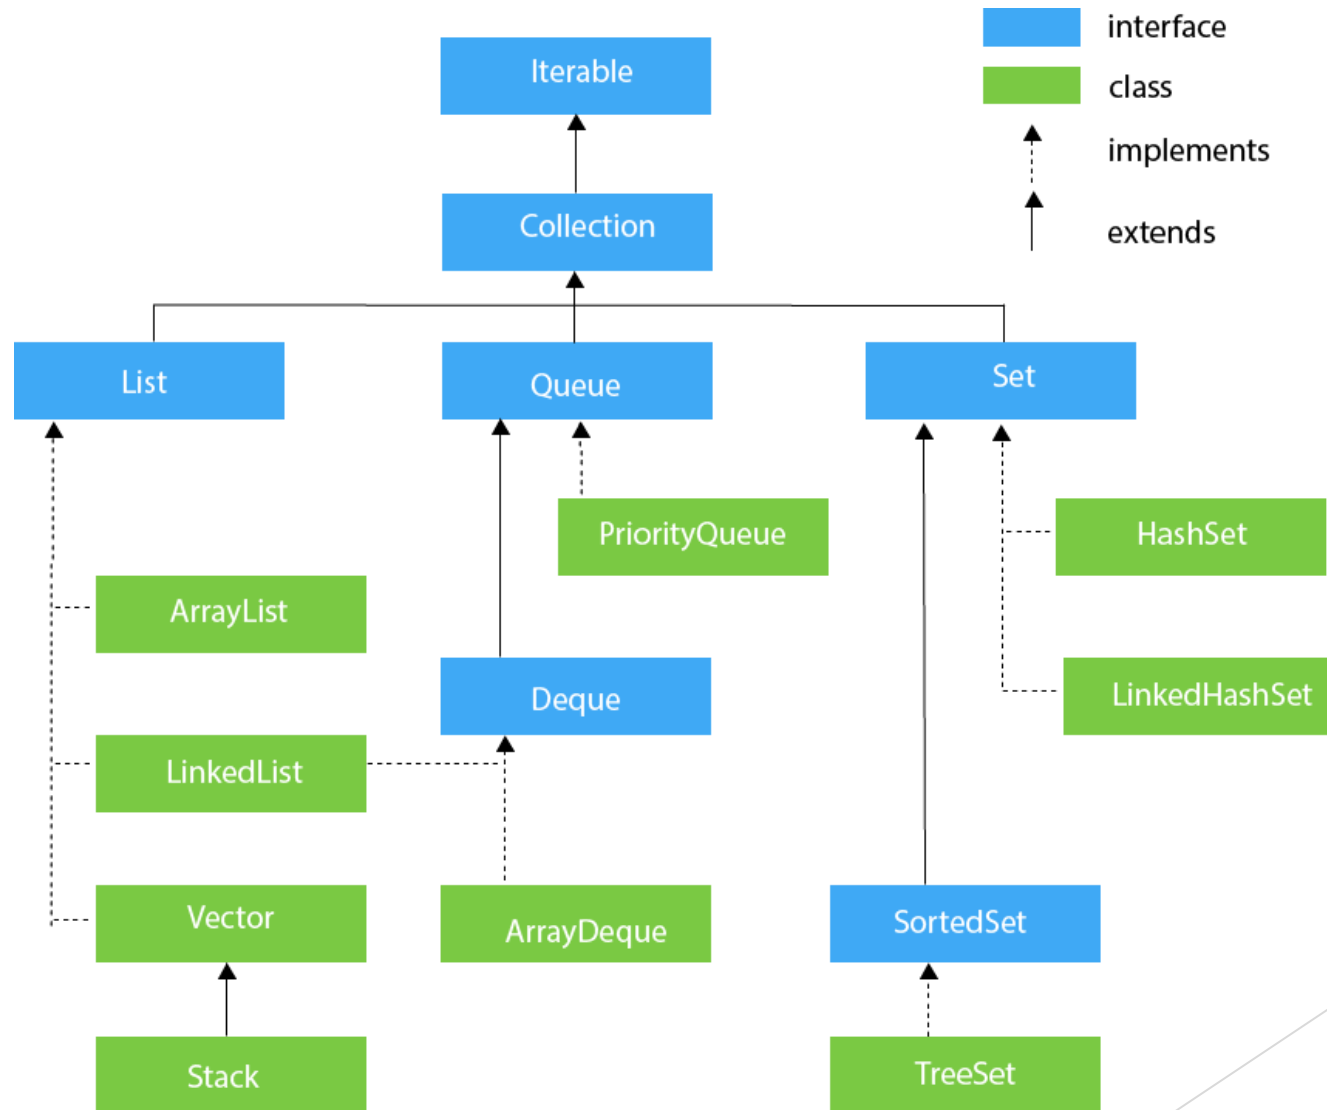 interface
Iterable
class
implements
Collection
extends
List
Queue
Set
PriorityQueue
HashSet
ArrayList
Deque
LinkedHashSet
LinkedList
Vector
ArrayDeque
SortedSet
Stack
TreeSet